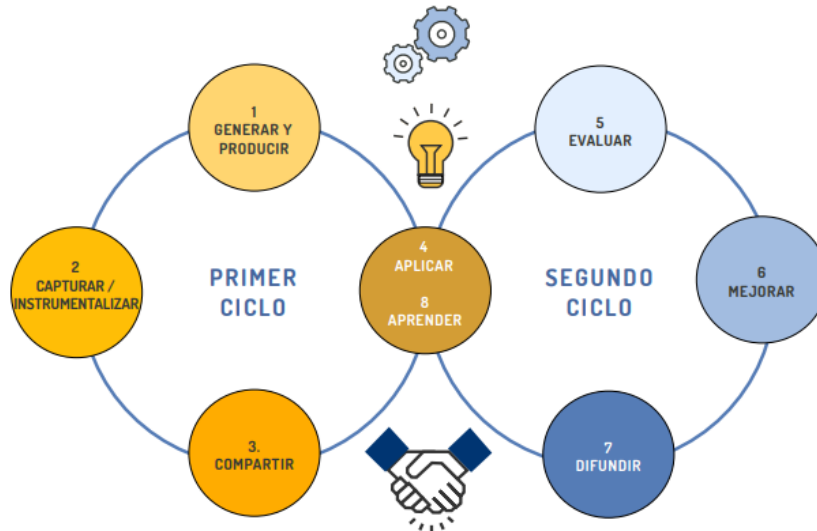 1
GENERAR Y
PRODUCIR
2
CAPTURAR /
INSTRUMENTALIZAR
3.
COMPARTIR
PRIMER
CICLO
4
APLICAR
8
APRENDER
SEGUNDO
CICLO
5
EVALUAR
6
MEJORAR
7
DIFUNDIR